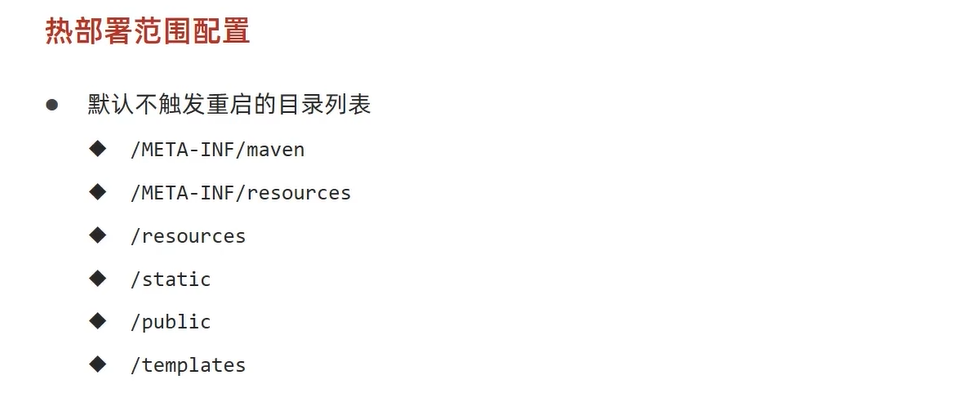 热部署范围配置
● 默认不触发重启的目录列表
◆ /META-INF/maven
◆ /META-INF/resources
◆ /resources
◆ /static
◆ /public
◆ /templates